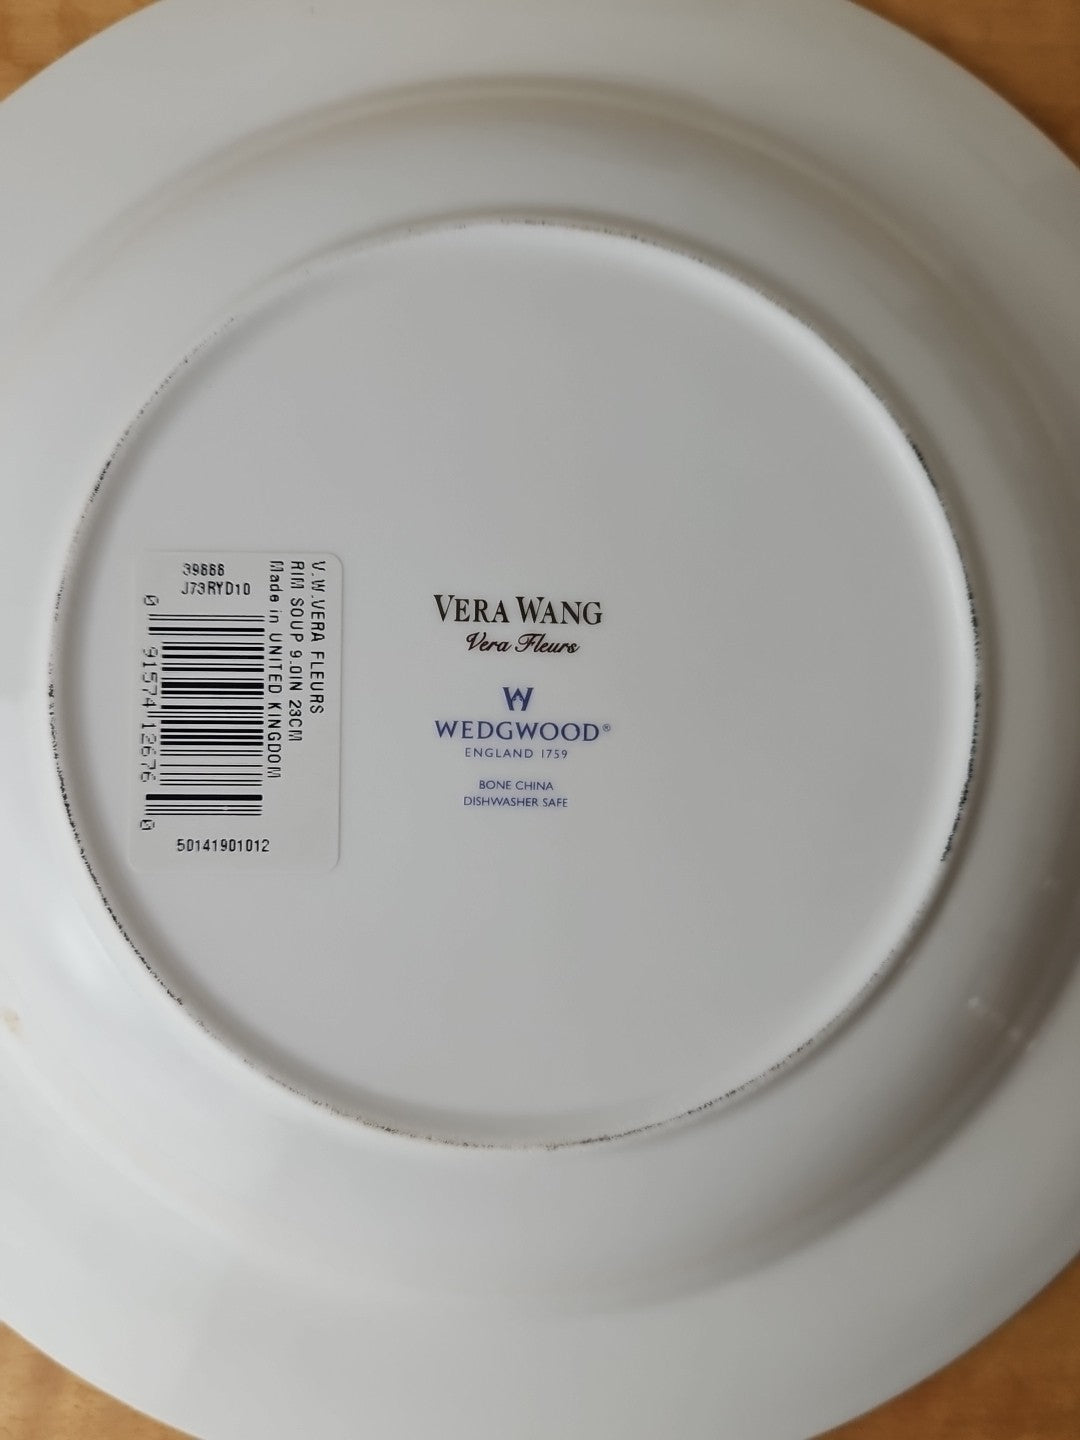 39666
J73RYD10
V.W.VERA FLEURS
RIM SOUP 9.0IN 23CM
Made in UNITED KINGDOM
0 91574 12676 0
50141901012
VERA WANG
Vera Fleurs
W
WEDGWOOD®
ENGLAND 1759
BONE CHINA
DISHWASHER SAFE